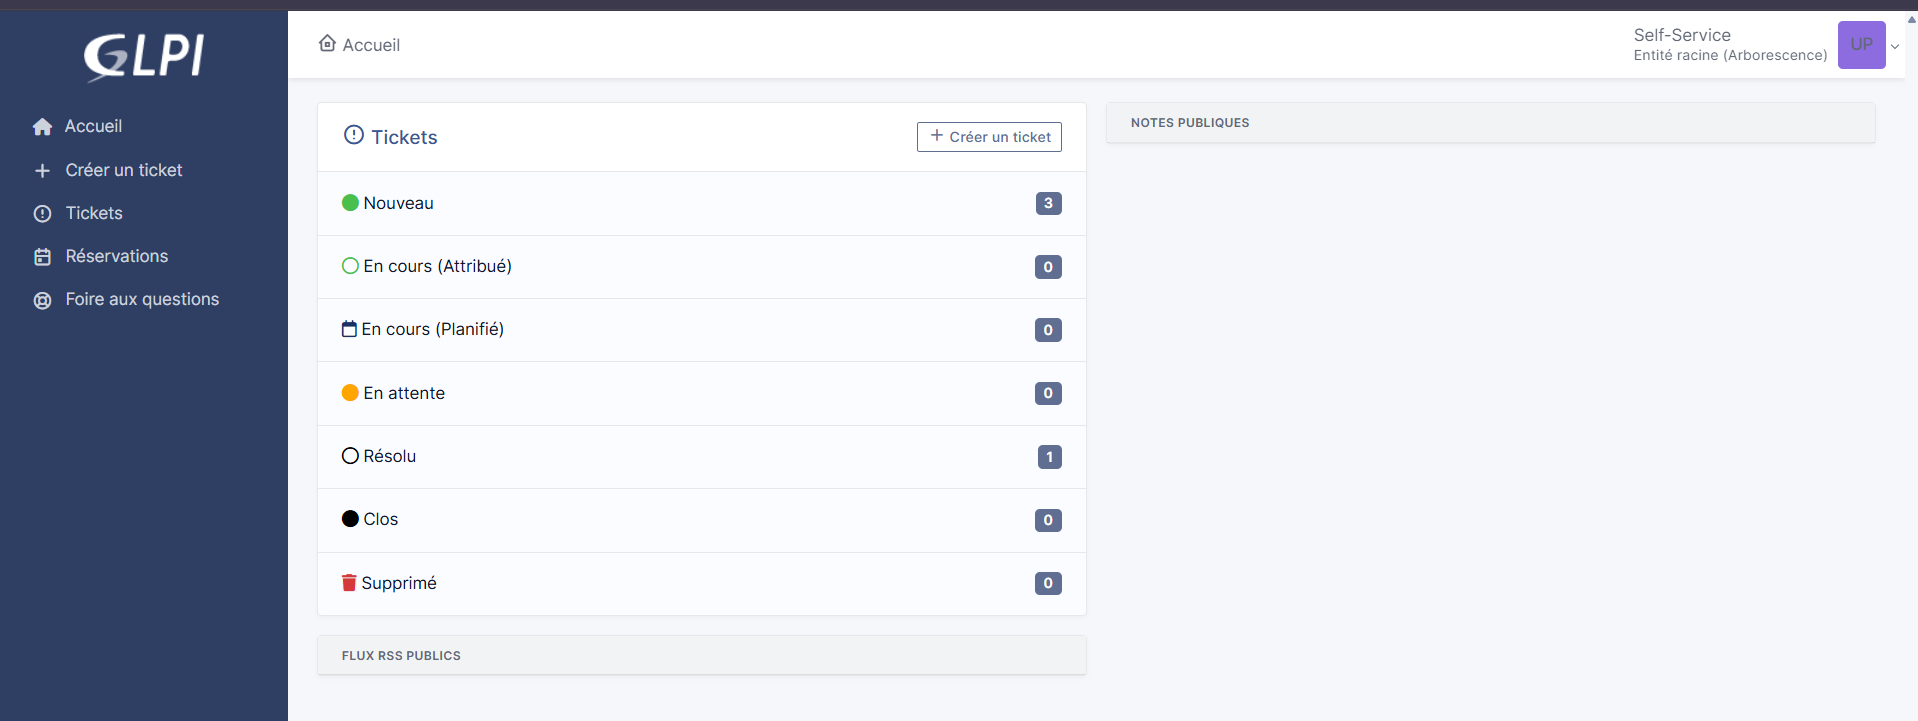 GLPI
Accueil
Créer un ticket
Tickets
Réservations
Foire aux questions
Accueil
Self-Service
Entité racine (Arborescence)
UP
Tickets
Créer un ticket
Nouveau 3
En cours (Attribué) 0
En cours (Planifié) 0
En attente 0
Résolu 1
Clos 0
Supprimé 0
FLUX RSS PUBLICS
NOTES PUBLIQUES